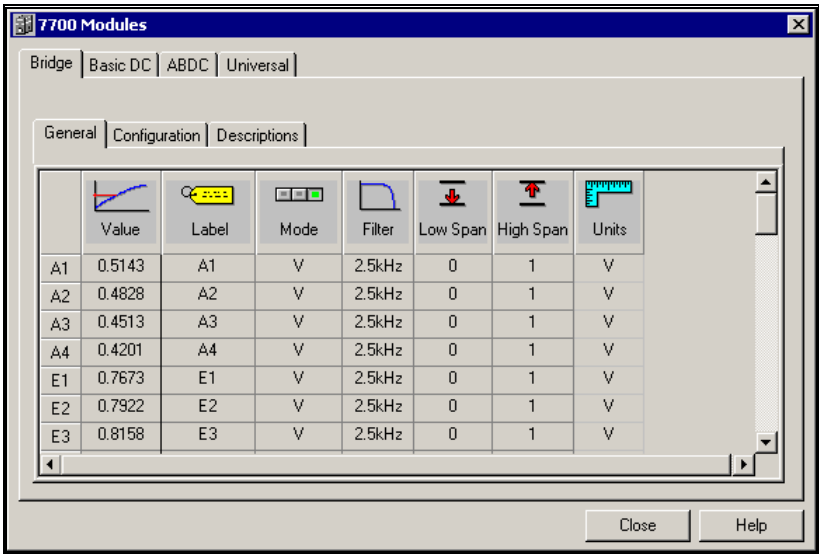 7700 Modules
Bridge Basic DC ABDC Universal
General Configuration Descriptions
Value Label Mode Filter Low Span High Span Units
A1 0.5143 A1 V 2.5kHz 0 1 V
A2 0.4828 A2 V 2.5kHz 0 1 V
A3 0.4513 A3 V 2.5kHz 0 1 V
A4 0.4201 A4 V 2.5kHz 0 1 V
E1 0.7673 E1 V 2.5kHz 0 1 V
E2 0.7922 E2 V 2.5kHz 0 1 V
E3 0.8158 E3 V 2.5kHz 0 1 V
Close Help